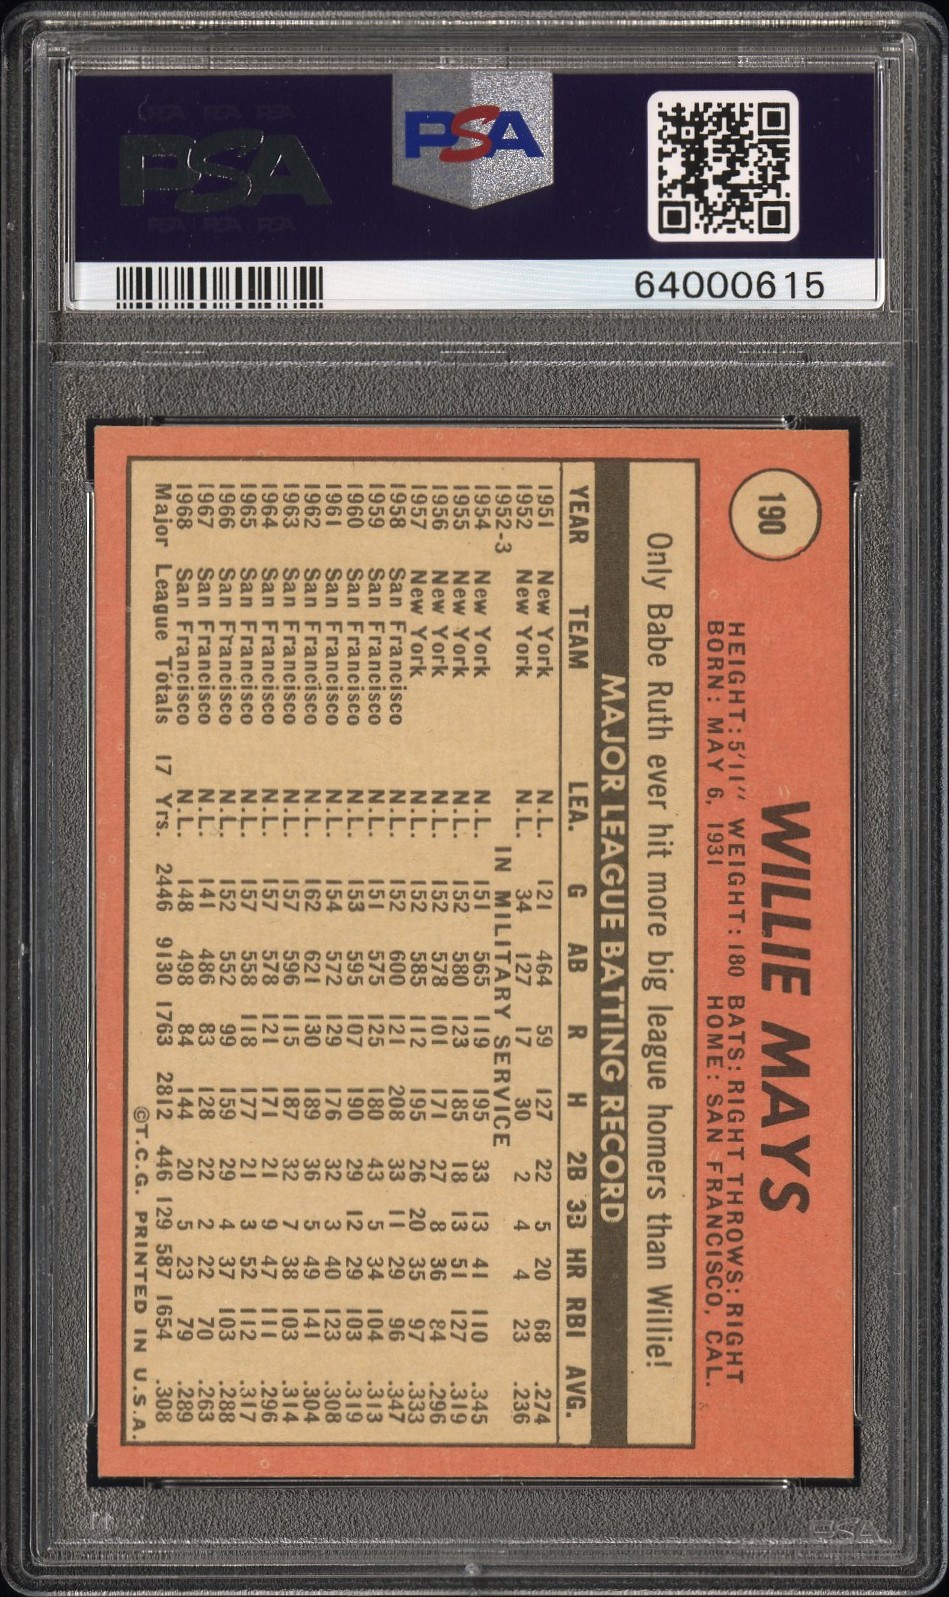 PSA PSA PSA
PSA
PSA PSA PSA
PSA
64000615
190
WILLIE MAYS
HEIGHT: 5'11" WEIGHT: 180 BATS: RIGHT THROWS: RIGHT
BORN: MAY 6, 1931 HOME: SAN FRANCISCO, CAL.
Only Babe Ruth ever hit more big league homers than Willie!
MAJOR LEAGUE BATTING RECORD
YEAR TEAM LEA. G AB R H 2B 3B HR RBI AVG.
1951 New York N.L. 121 464 59 127 22 5 20 68 .274
1952 New York N.L. 34 127 17 30 2 4 4 23 .236
1952-3 IN MILITARY SERVICE
1954 New York N.L. 151 565 119 195 33 13 41 110 .345
1955 New York N.L. 152 580 123 185 18 13 51 127 .319
1956 New York N.L. 152 578 101 171 27 8 36 84 .296
1957 New York N.L. 152 585 112 195 26 20 35 97 .333
1958 San Francisco N.L. 152 600 121 208 33 11 29 96 .347
1959 San Francisco N.L. 151 575 125 180 43 5 34 104 .313
1960 San Francisco N.L. 153 595 107 190 29 12 29 103 .319
1961 San Francisco N.L. 154 572 129 176 32 3 40 123 .308
1962 San Francisco N.L. 162 621 130 189 36 5 49 141 .304
1963 San Francisco N.L. 157 596 115 187 32 7 38 103 .314
1964 San Francisco N.L. 157 578 121 171 21 9 47 111 .296
1965 San Francisco N.L. 157 558 118 177 21 3 52 112 .317
1966 San Francisco N.L. 152 552 99 159 29 4 37 103 .288
1967 San Francisco N.L. 141 486 83 128 22 2 22 70 .263
1968 San Francisco N.L. 148 498 84 144 20 5 23 79 .289
Major League Totals 17 Yrs. 2446 9130 1763 2812 446 129 587 1654 .308
©T.C.G. PRINTED IN U.S.A.
PSA